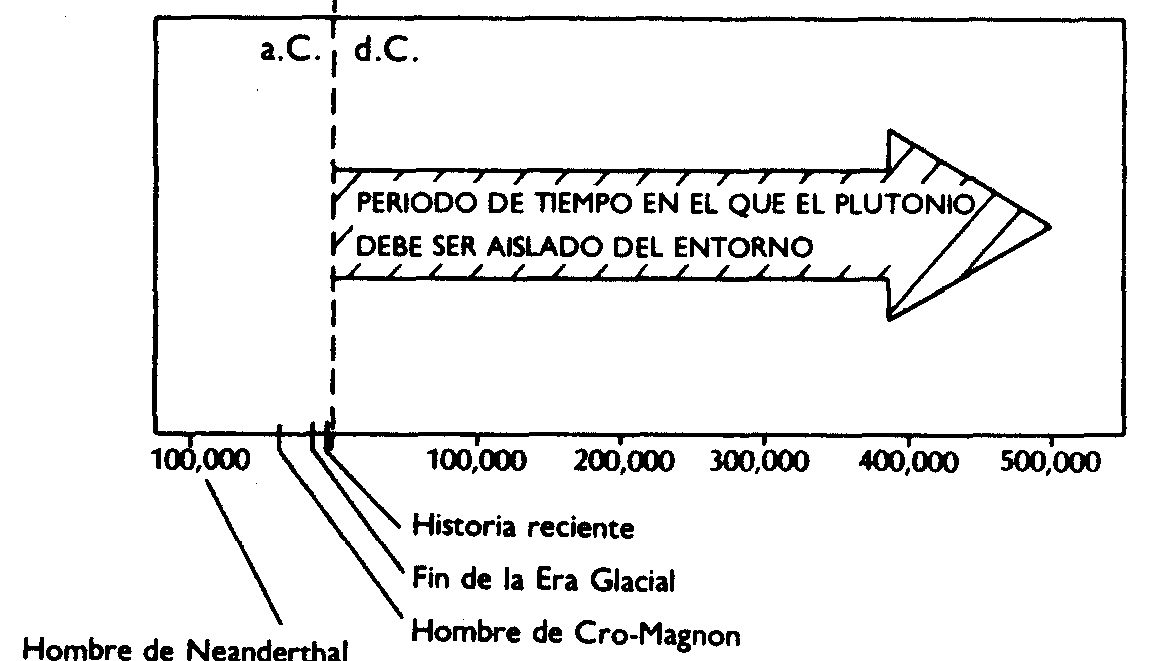 a.C. d.C.
PERIODO DE TIEMPO EN EL QUE EL PLUTONIO
DEBE SER AISLADO DEL ENTORNO
100,000 100,000 200,000 300,000 400,000 500,000
Historia reciente
Fin de la Era Glacial
Hombre de Cro-Magnon
Hombre de Neanderthal